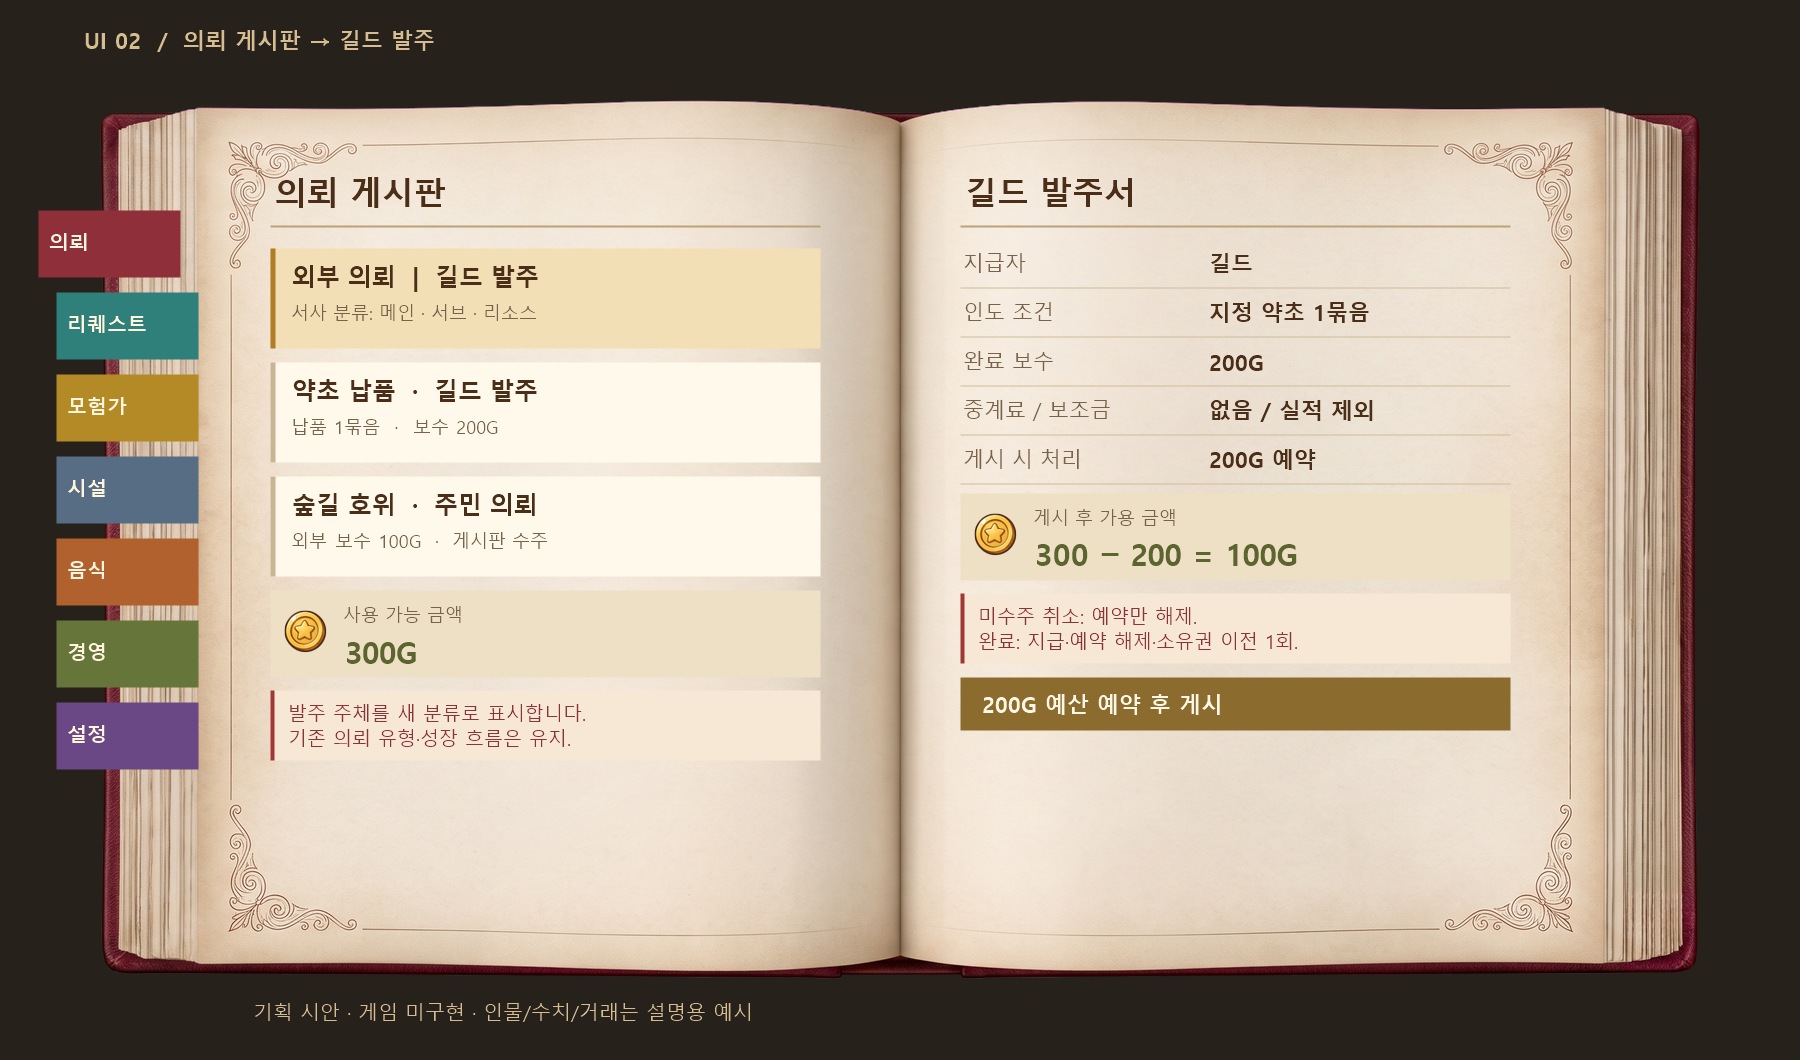 UI 02 / 의뢰 게시판 → 길드 발주
의뢰
리퀘스트
모험가
시설
음식
경영
설정
의뢰 게시판
외부 의뢰 | 길드 발주
서사 분류: 메인 · 서브 · 리소스
약초 납품 · 길드 발주
납품 1묶음 · 보수 200G
숲길 호위 · 주민 의뢰
외부 보수 100G · 게시판 수주
사용 가능 금액
300G
발주 주체를 새 분류로 표시합니다.
기존 의뢰 유형·성장 흐름은 유지.
길드 발주서
지급자 길드
인도 조건 지정 약초 1묶음
완료 보수 200G
중계료 / 보조금 없음 / 실적 제외
게시 시 처리 200G 예약
게시 후 가용 금액
300 − 200 = 100G
미수주 취소: 예약만 해제.
완료: 지급·예약 해제·소유권 이전 1회.
200G 예산 예약 후 게시
기획 시안 · 게임 미구현 · 인물/수치/거래는 설명용 예시